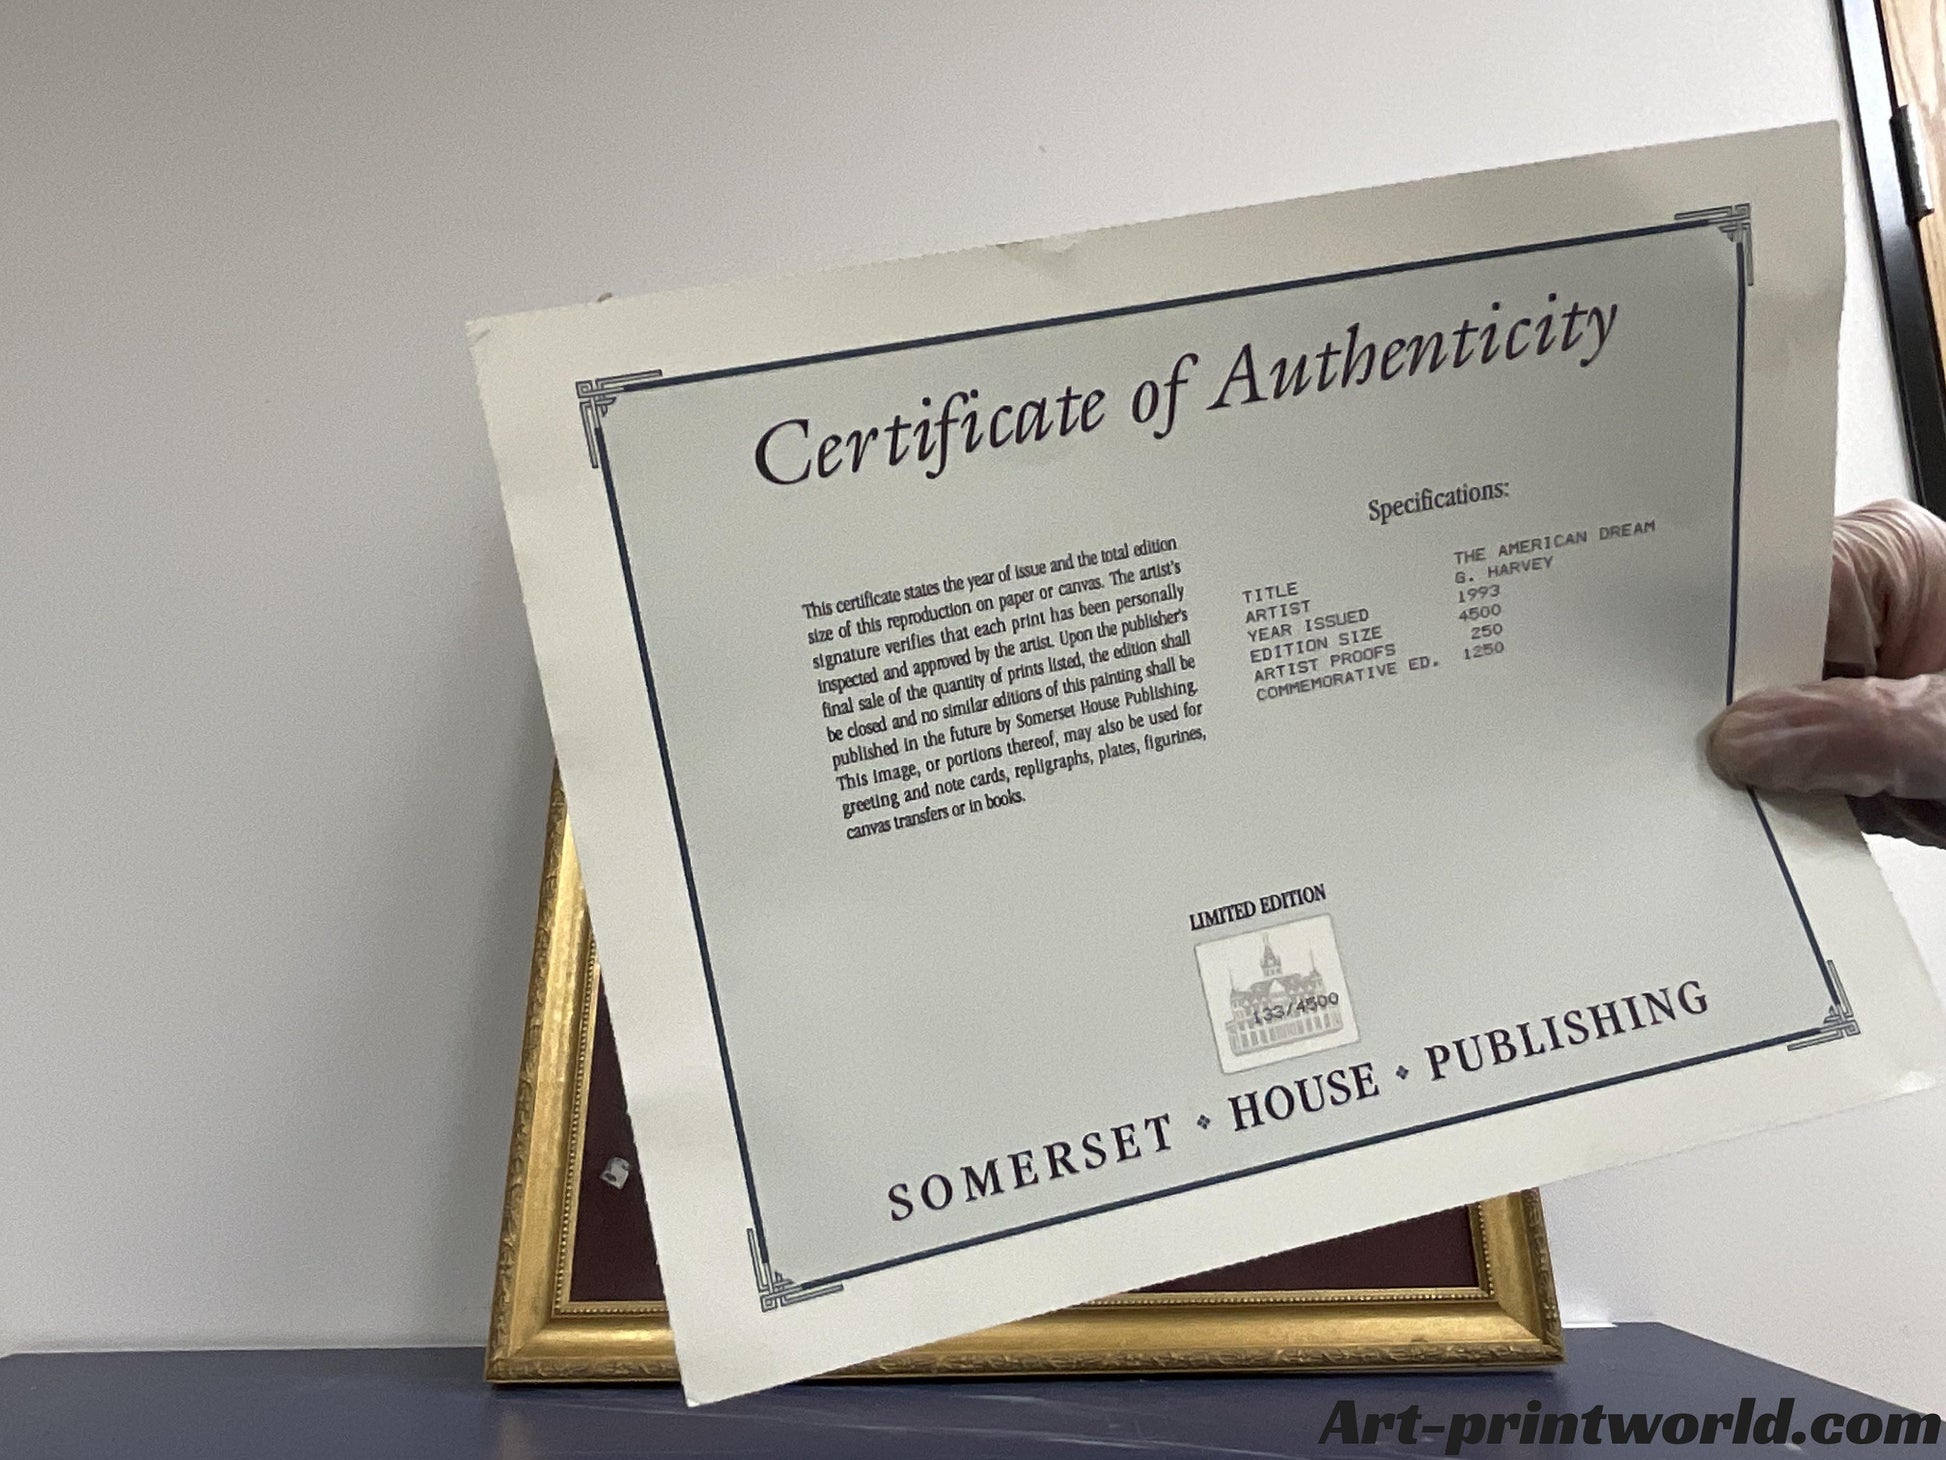 Certificate of Authenticity
This certificate states the year of issue and the total edition
size of this reproduction on paper or canvas. The artist's
signature verifies that each print has been personally
inspected and approved by the artist. Upon the publisher's
final sale of the quantity of prints listed, the edition shall
be closed and no similar editions of this painting shall be
published in the future by Somerset House Publishing.
This image, or portions thereof, may also be used for
greeting and note cards, repligraphs, plates, figurines,
canvas transfers or in books.
Specifications:
TITLE THE AMERICAN DREAM
ARTIST G. HARVEY
YEAR ISSUED 1993
EDITION SIZE 4500
ARTIST PROOFS 250
COMMEMORATIVE ED. 1250
LIMITED EDITION
133/4500
SOMERSET HOUSE PUBLISHING
Art-printworld.com